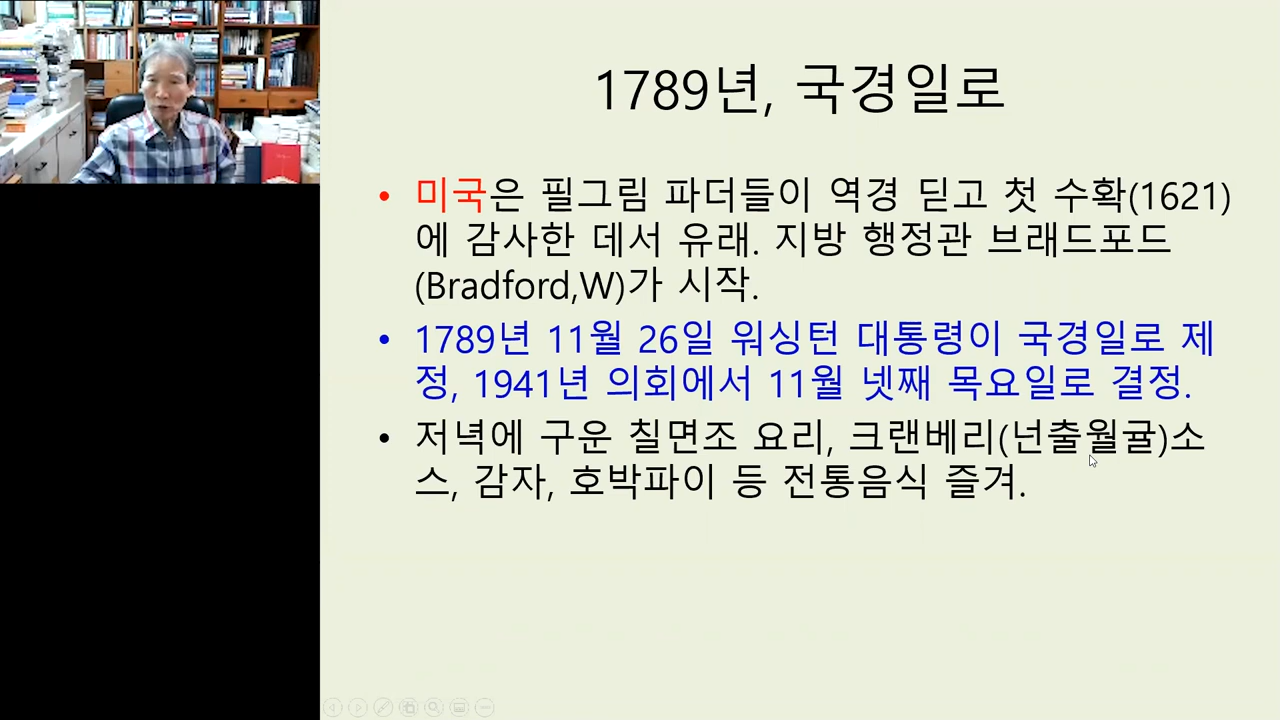 1789년, 국경일로
• 미국은 필그림 파더들이 역경 딛고 첫 수확(1621)
에 감사한 데서 유래. 지방 행정관 브래드포드
(Bradford,W)가 시작.
• 1789년 11월 26일 워싱턴 대통령이 국경일로 제
정, 1941년 의회에서 11월 넷째 목요일로 결정.
• 저녁에 구운 칠면조 요리, 크랜베리(넌출월귤)소
스, 감자, 호박파이 등 전통음식 즐겨.